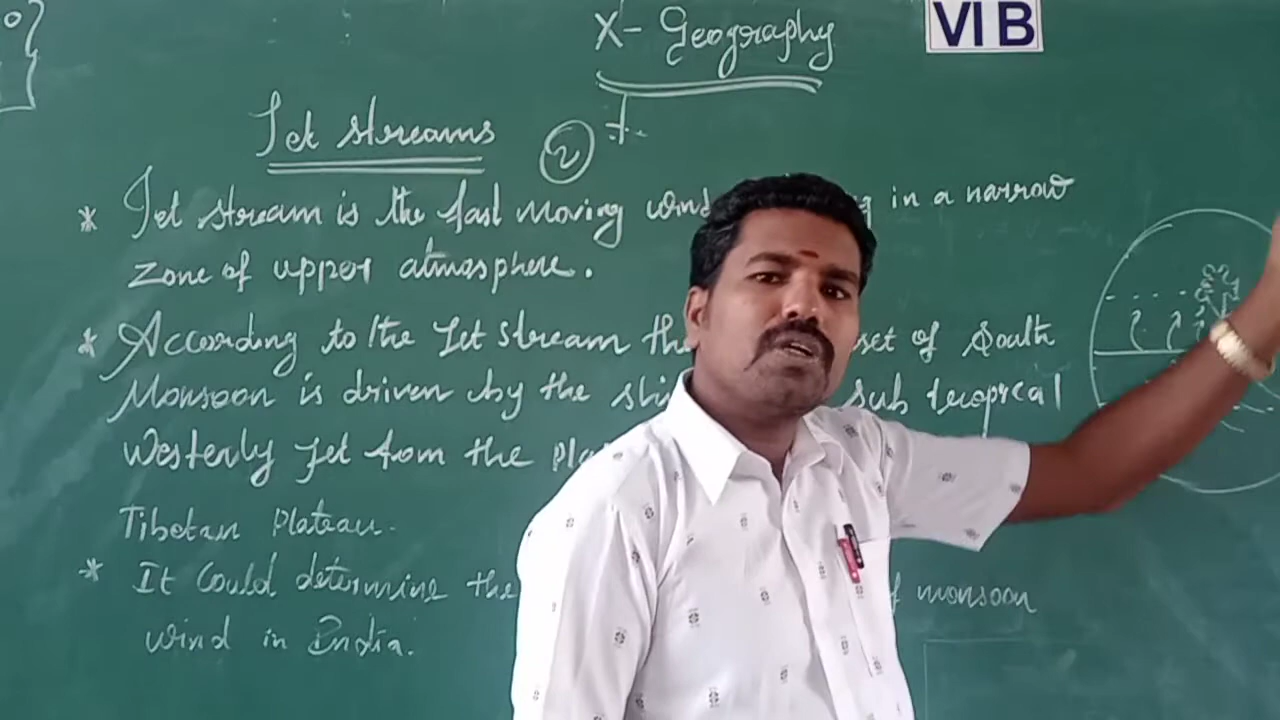 X- Geography
VI B
Jet streams
2
* Jet stream is the fast moving wind in a narrow
zone of upper atmosphere.
* According to the Jet stream the set of South
Monsoon is driven by the sub tropical
Westerly Jet from the
Tibetan Plateau.
* It Could determine the of monsoon
wind in India.